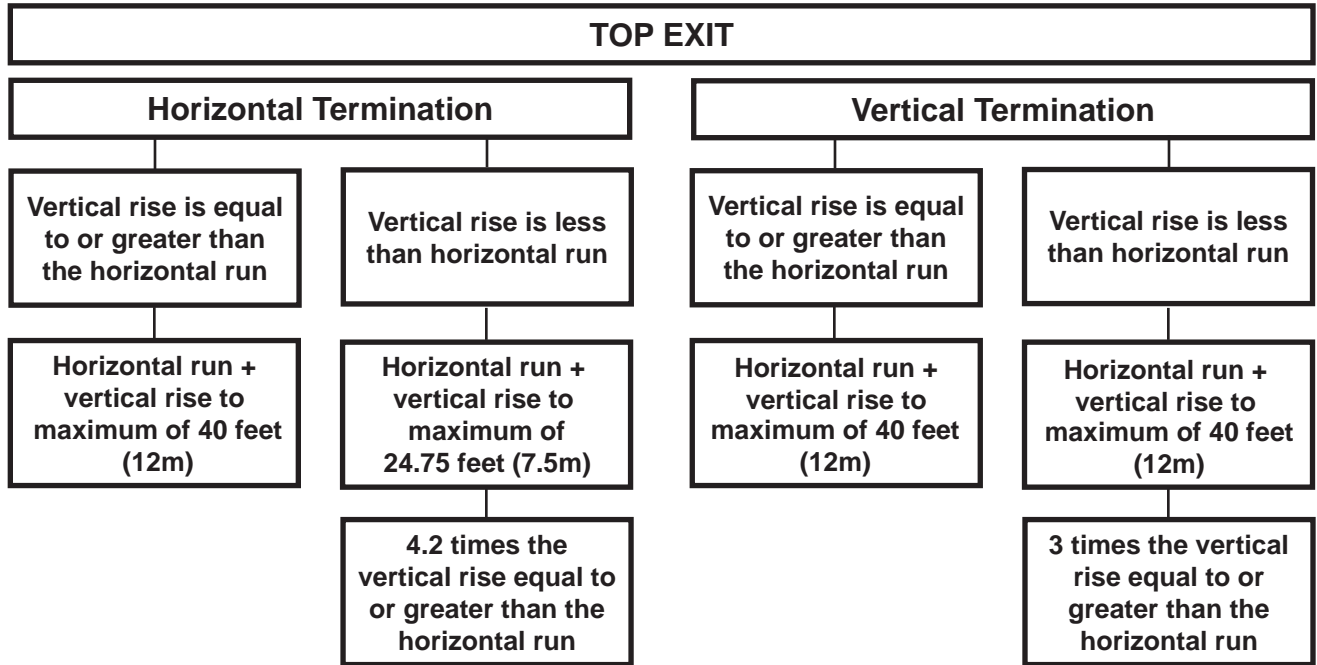 TOP EXIT
Horizontal Termination
Vertical rise is equal
to or greater than
the horizontal run
Horizontal run +
vertical rise to
maximum of 40 feet
(12m)
Vertical rise is less
than horizontal run
Horizontal run +
vertical rise to
maximum of
24.75 feet (7.5m)
4.2 times the
vertical rise equal to
or greater than the
horizontal run
Vertical Termination
Vertical rise is equal
to or greater than
the horizontal run
Horizontal run +
vertical rise to
maximum of 40 feet
(12m)
Vertical rise is less
than horizontal run
Horizontal run +
vertical rise to
maximum of 40 feet
(12m)
3 times the vertical
rise equal to or
greater than the
horizontal run